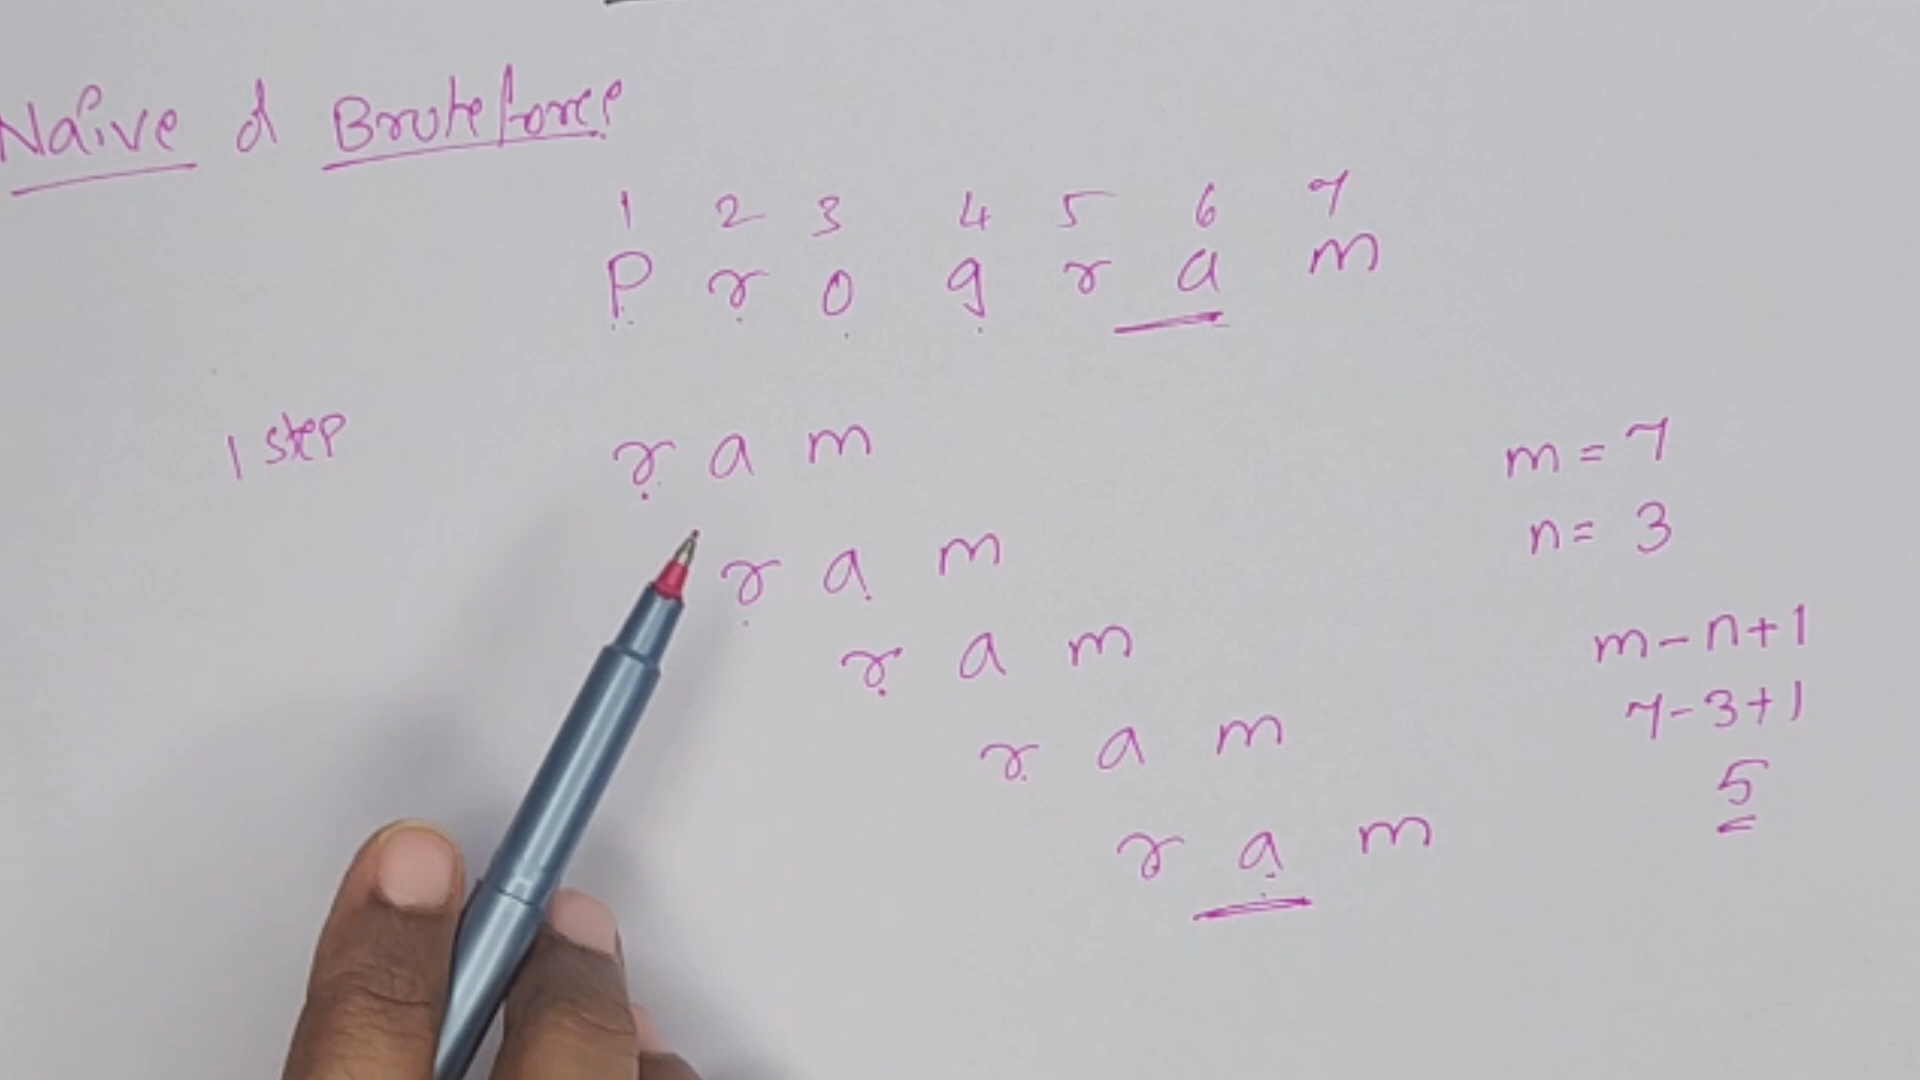 Naive d Bruteforce
1 2 3 4 5 6 7
P r o g r a m
1 step r a m
r a m
r a m
r a m
r a m
m = 7
n = 3
m - n + 1
7 - 3 + 1
5